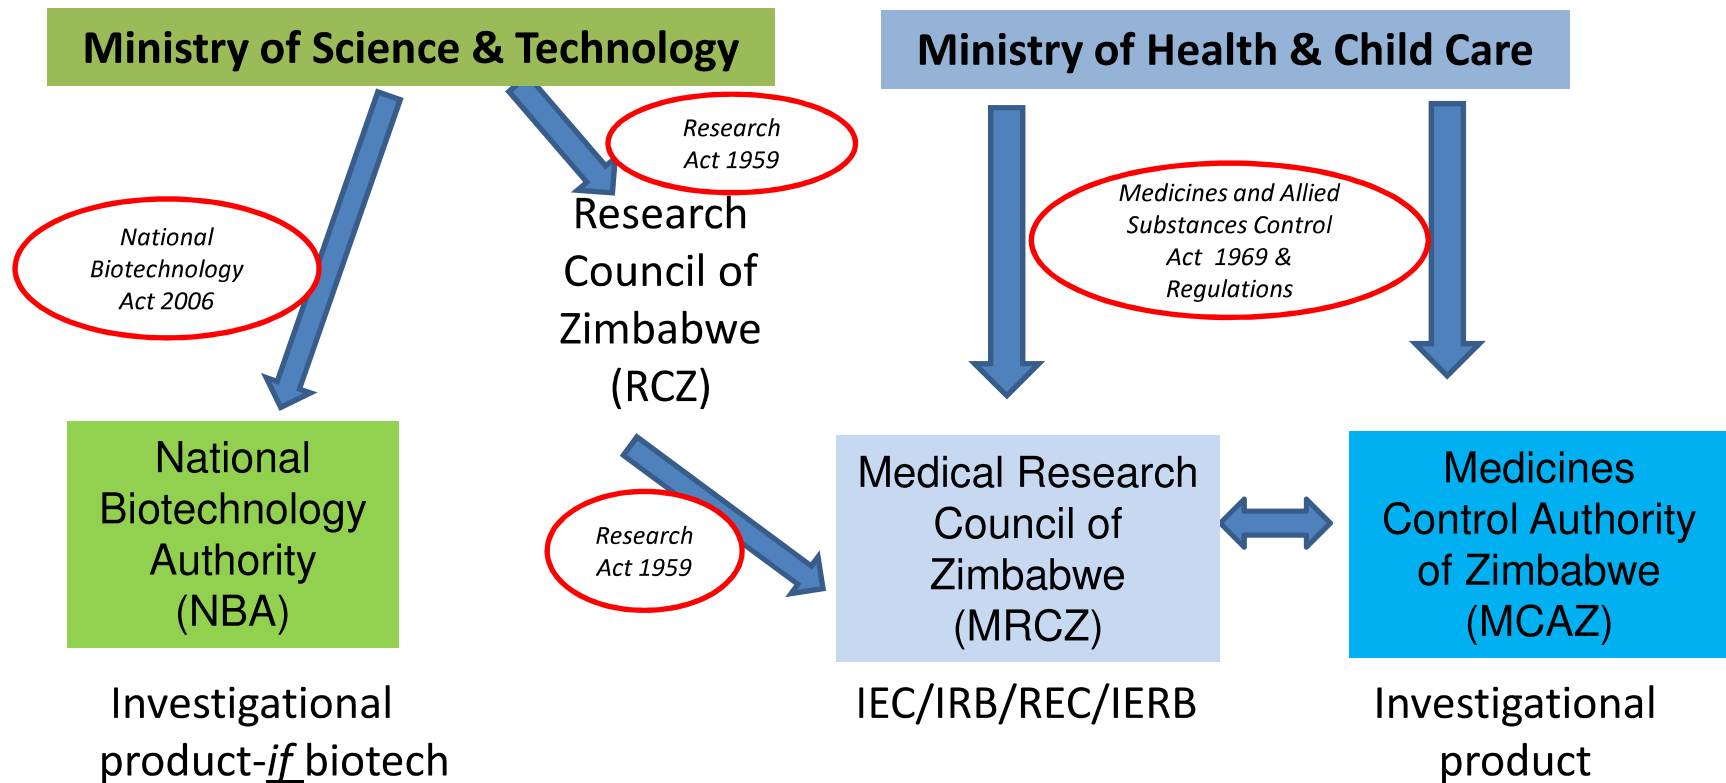 Ministry of Science & Technology
Ministry of Health & Child Care
Research
Act 1959
National
Biotechnology
Act 2006
Medicines and Allied
Substances Control
Act 1969 &
Regulations
Research
Council of
Zimbabwe
(RCZ)
National
Biotechnology
Authority
(NBA)
Research
Act 1959
Medical Research
Council of
Zimbabwe
(MRCZ)
Medicines
Control Authority
of Zimbabwe
(MCAZ)
Investigational
product-if biotech
IEC/IRB/REC/IERB
Investigational
product